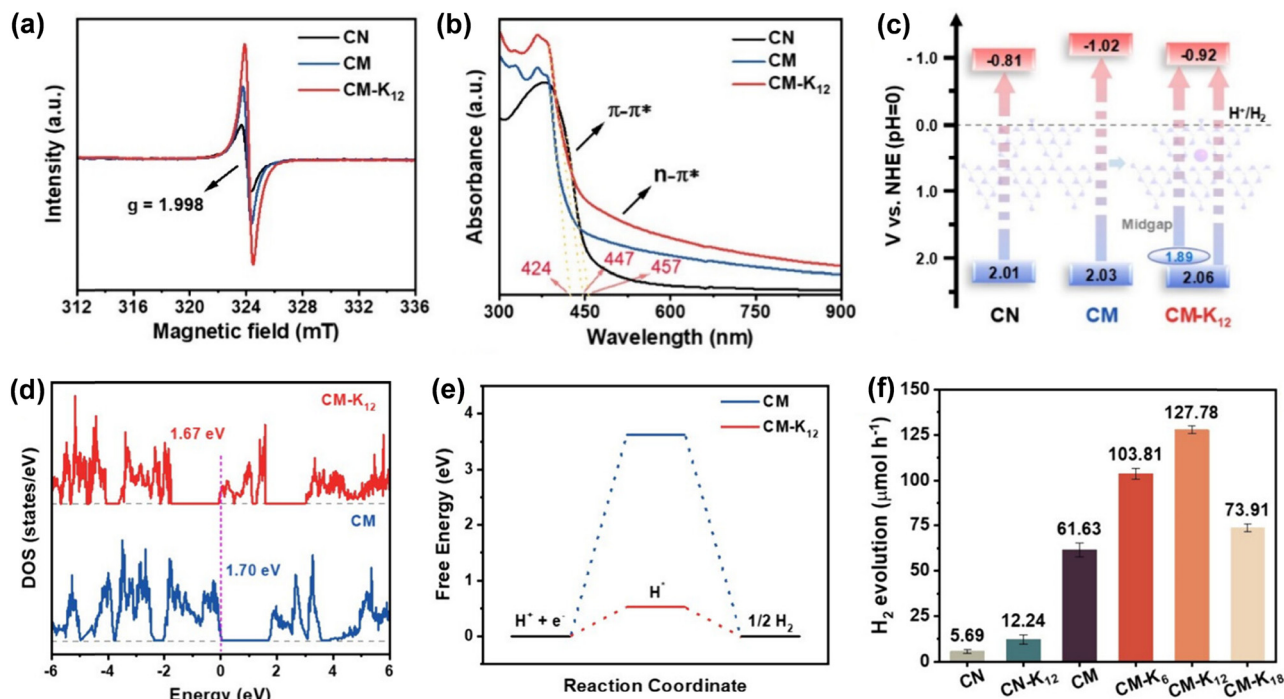 (a)
CN
CM
CM-K12
g = 1.998
Intensity (a.u.)
312 316 320 324 328 332 336
Magnetic field (mT)
(b)
CN
CM
CM-K12
π-π*
n-π*
424
447
457
Absorbance (a.u.)
300 450 600 750 900
Wavelength (nm)
(c)
-1.0
0.0
1.0
2.0
V vs. NHE (pH=0)
-0.81
-1.02
-0.92
H+/H2
Midgap
1.89
2.01
2.03
2.06
CN
CM
CM-K12
(d)
CM-K12
1.67 eV
CM
1.70 eV
DOS (states/eV)
-6 -4 -2 0 2 4 6
Energy (eV)
(e)
CM
CM-K12
4
3
2
1
0
Free Energy (eV)
H+ + e-
H*
1/2 H2
Reaction Coordinate
(f)
150
125
100
75
50
25
0
H2 evolution (μmol h-1)
5.69
12.24
61.63
103.81
127.78
73.91
CN
CN-K12
CM
CM-K6
CM-K12
CM-K18